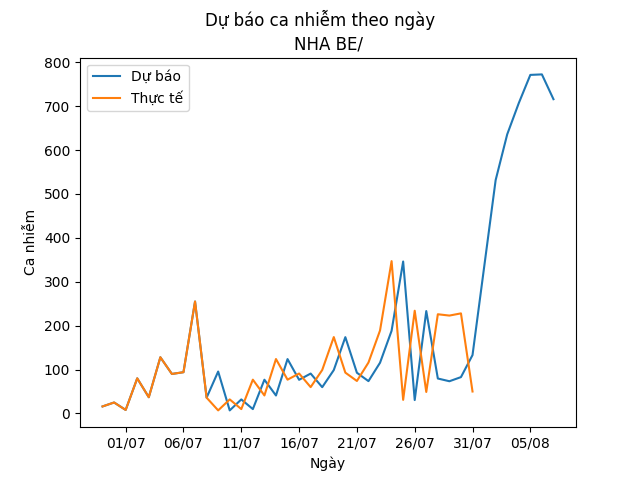 Dự báo ca nhiễm theo ngày
NHA BE/
Dự báo
Thực tế
Ca nhiễm
800
700
600
500
400
300
200
100
0
01/07 06/07 11/07 16/07 21/07 26/07 31/07 05/08
Ngày